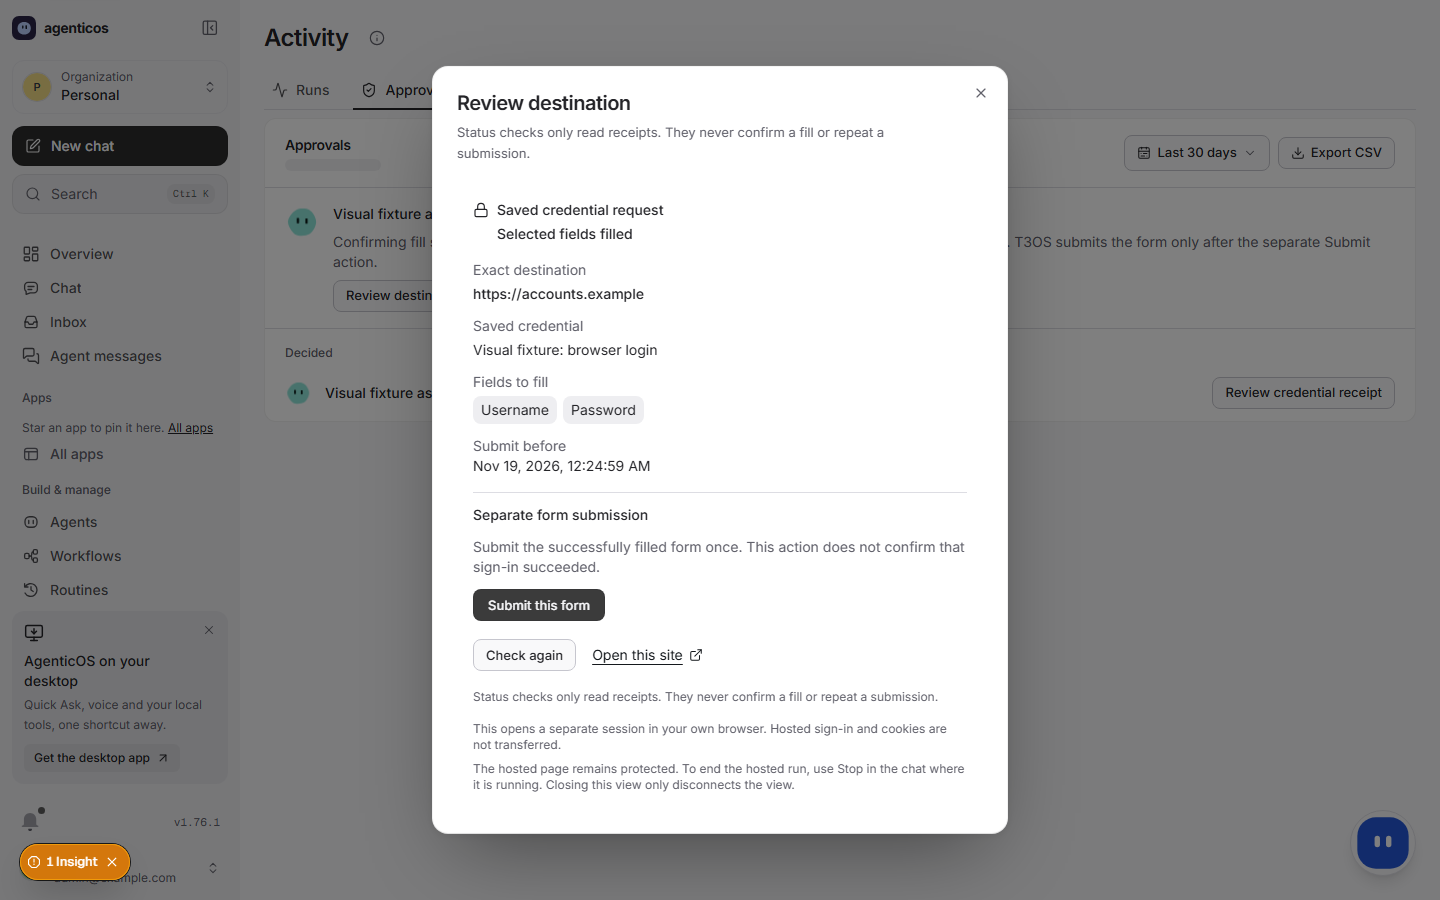 agenticos
Organization
P
Personal
New chat
Search
Ctrl K
Overview
Chat
Inbox
Agent messages
Apps
Star an app to pin it here. All apps
All apps
Build & manage
Agents
Workflows
Routines
AgenticOS on your
desktop
Quick Ask, voice and your local
tools, one shortcut away.
Get the desktop app
v1.76.1
1 Insight
mple.com
Activity
Runs
Approv
Approvals
Last 30 days
Export CSV
Visual fixture a
Confirming fill
. T3OS submits the form only after the separate Submit
action.
Review destin
Decided
Visual fixture as
Review credential receipt
Review destination
Status checks only read receipts. They never confirm a fill or repeat a
submission.
Saved credential request
Selected fields filled
Exact destination
https://accounts.example
Saved credential
Visual fixture: browser login
Fields to fill
Username
Password
Submit before
Nov 19, 2026, 12:24:59 AM
Separate form submission
Submit the successfully filled form once. This action does not confirm that
sign-in succeeded.
Submit this form
Check again
Open this site
Status checks only read receipts. They never confirm a fill or repeat a submission.
This opens a separate session in your own browser. Hosted sign-in and cookies are
not transferred.
The hosted page remains protected. To end the hosted run, use Stop in the chat where
it is running. Closing this view only disconnects the view.